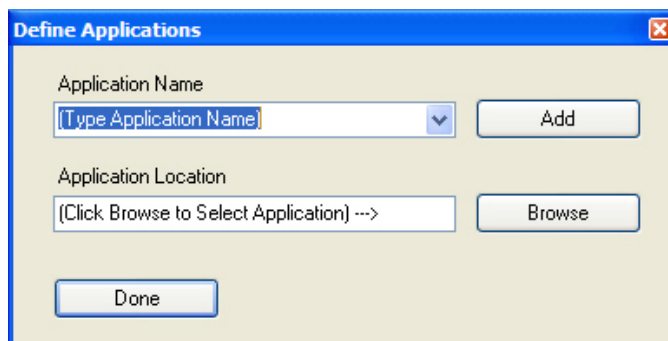 Define Applications
Application Name
(Type Application Name)
Add
Application Location
(Click Browse to Select Application) --->
Browse
Done